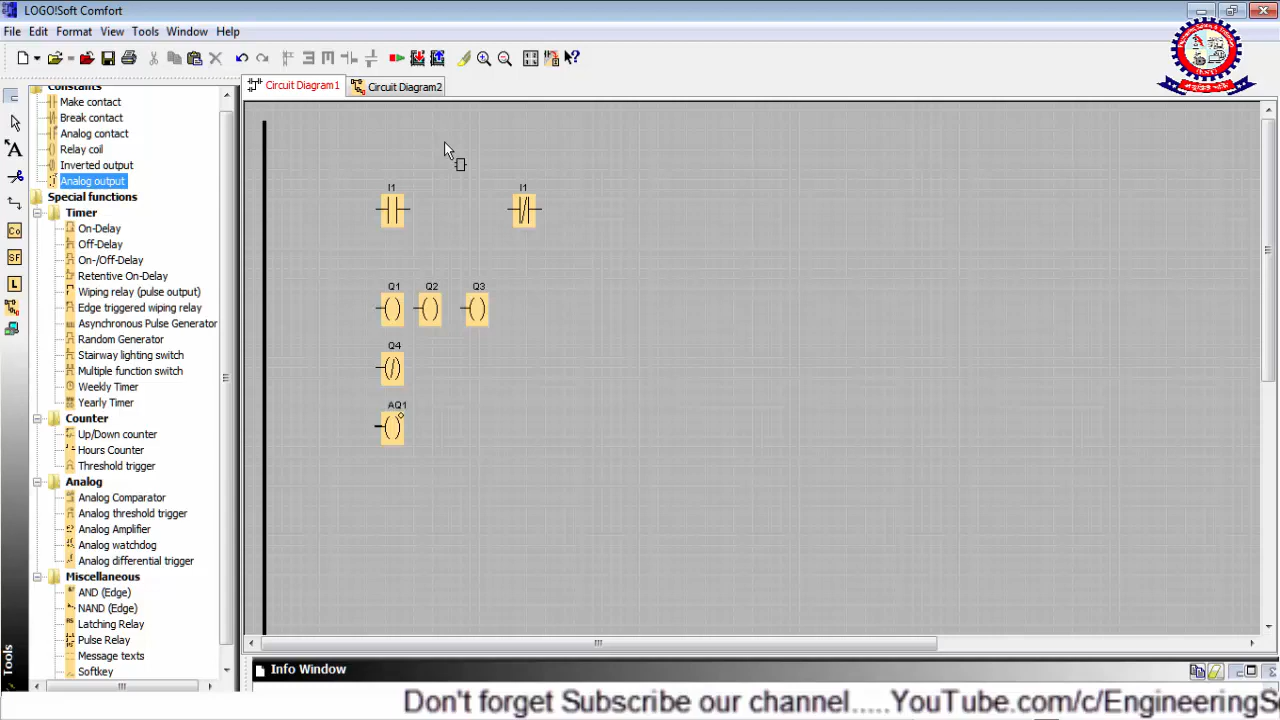 LOGO!Soft Comfort
File Edit Format View Tools Window Help
Circuit Diagram1 Circuit Diagram2
Constants
Make contact
Break contact
Analog contact
Relay coil
Inverted output
Analog output
Special functions
Timer
On-Delay
Off-Delay
On-/Off-Delay
Retentive On-Delay
Wiping relay (pulse output)
Edge triggered wiping relay
Asynchronous Pulse Generator
Random Generator
Stairway lighting switch
Multiple function switch
Weekly Timer
Yearly Timer
Counter
Up/Down counter
Hours Counter
Threshold trigger
Analog
Analog Comparator
Analog threshold trigger
Analog Amplifier
Analog watchdog
Analog differential trigger
Miscellaneous
AND (Edge)
NAND (Edge)
Latching Relay
Pulse Relay
Message texts
Softkey
Co
SF
L
Tools
I1 I1
Q1 Q2 Q3
Q4
AQ1
Info Window
Don't forget Subscribe our channel.....YouTube.com/c/EngineeringS